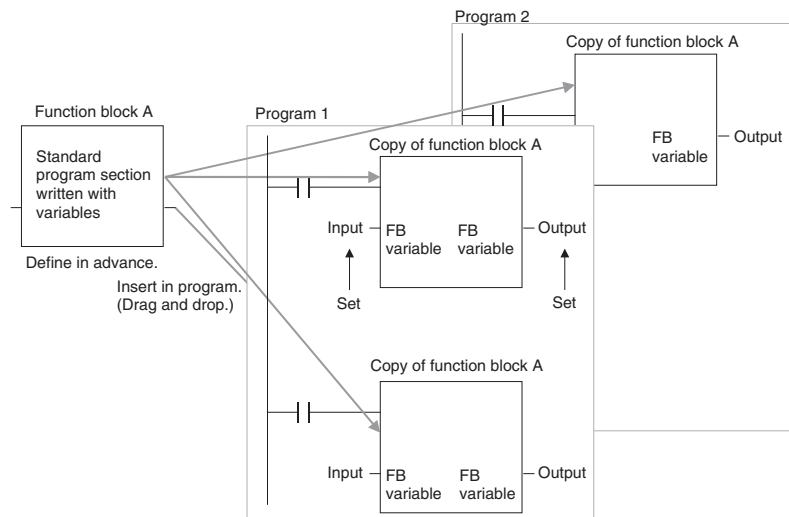 Program 2
Copy of function block A
FB
variable
Output
Function block A
Standard
program section
written with
variables
Define in advance.
Insert in program.
(Drag and drop.)
Program 1
Copy of function block A
Input
FB
variable
FB
variable
Output
Set
Set
Copy of function block A
Input
FB
variable
FB
variable
Output